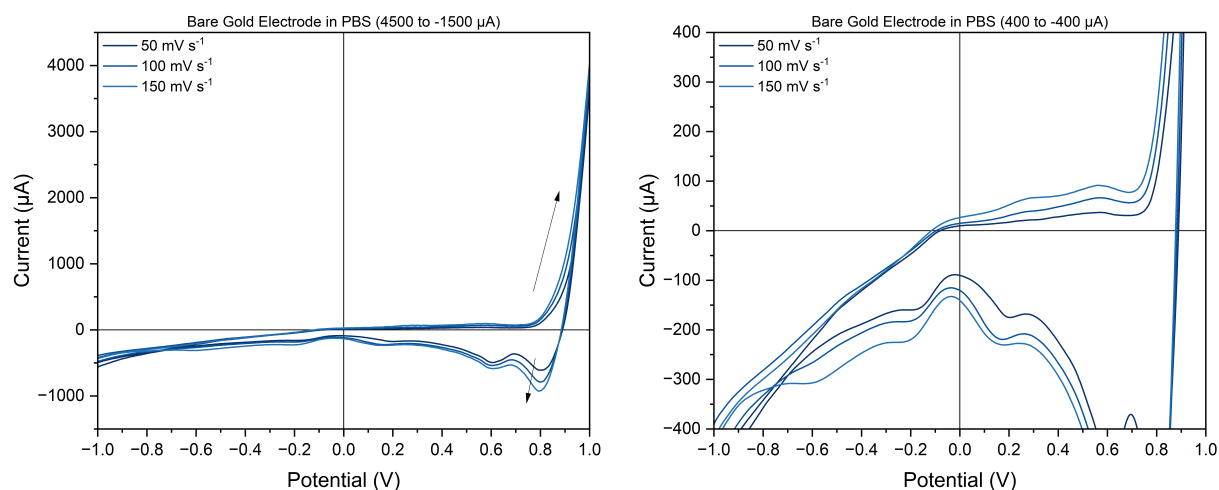 Bare Gold Electrode in PBS (4500 to -1500 µA)
50 mV s⁻¹
100 mV s⁻¹
150 mV s⁻¹
4000
3000
2000
1000
0
−1000
Current (µA)
−1.0 −0.8 −0.6 −0.4 −0.2 0.0 0.2 0.4 0.6 0.8 1.0
Potential (V)
Bare Gold Electrode in PBS (400 to -400 µA)
50 mV s⁻¹
100 mV s⁻¹
150 mV s⁻¹
400
300
200
100
0
−100
−200
−300
−400
Current (µA)
−1.0 −0.8 −0.6 −0.4 −0.2 0.0 0.2 0.4 0.6 0.8 1.0
Potential (V)